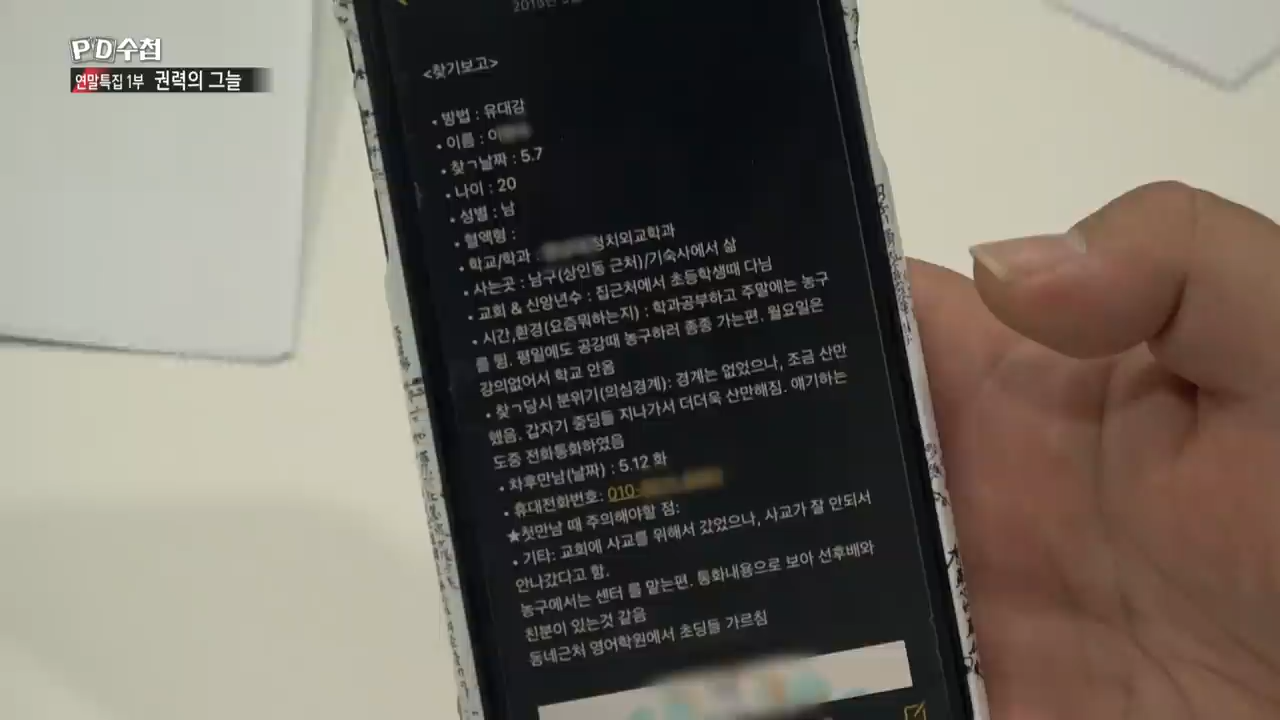 PD수첩
연말특집 1부 권력의 그늘
<찾기보고>
• 방법 : 유대감
• 이름 : 이
• 찾ㄱ날짜 : 5.7
• 나이 : 20
• 성별 : 남
• 혈액형 :
• 학교/학과 : 정치외교학과
• 사는곳 : 남구(상인동 근처)/기숙사에서 삶
• 교회 & 신앙년수 : 집근처에서 초등학생때 다님
• 시간,환경(요즘뭐하는지) : 학과공부하고 주말에는 농구
를 뜀. 평일에도 공강때 농구하러 종종 가는편. 월요일은
강의없어서 학교 안옴
• 찾ㄱ당시 분위기(의심경계): 경계는 없었으나, 조금 산만
했음. 갑자기 중딩들 지나가서 더더욱 산만해짐. 얘기하는
도중 전화통화하였음
• 차후만남(날짜) : 5.12 화
• 휴대전화번호: 010-
★첫만남 때 주의해야할 점:
• 기타: 교회에 사교를 위해서 갔었으나, 사교가 잘 안되서
안나갔다고 함.
농구에서는 센터 를 맡는편. 통화내용으로 보아 선후배와
친분이 있는것 같음
동네근처 영어학원에서 초딩들 가르침